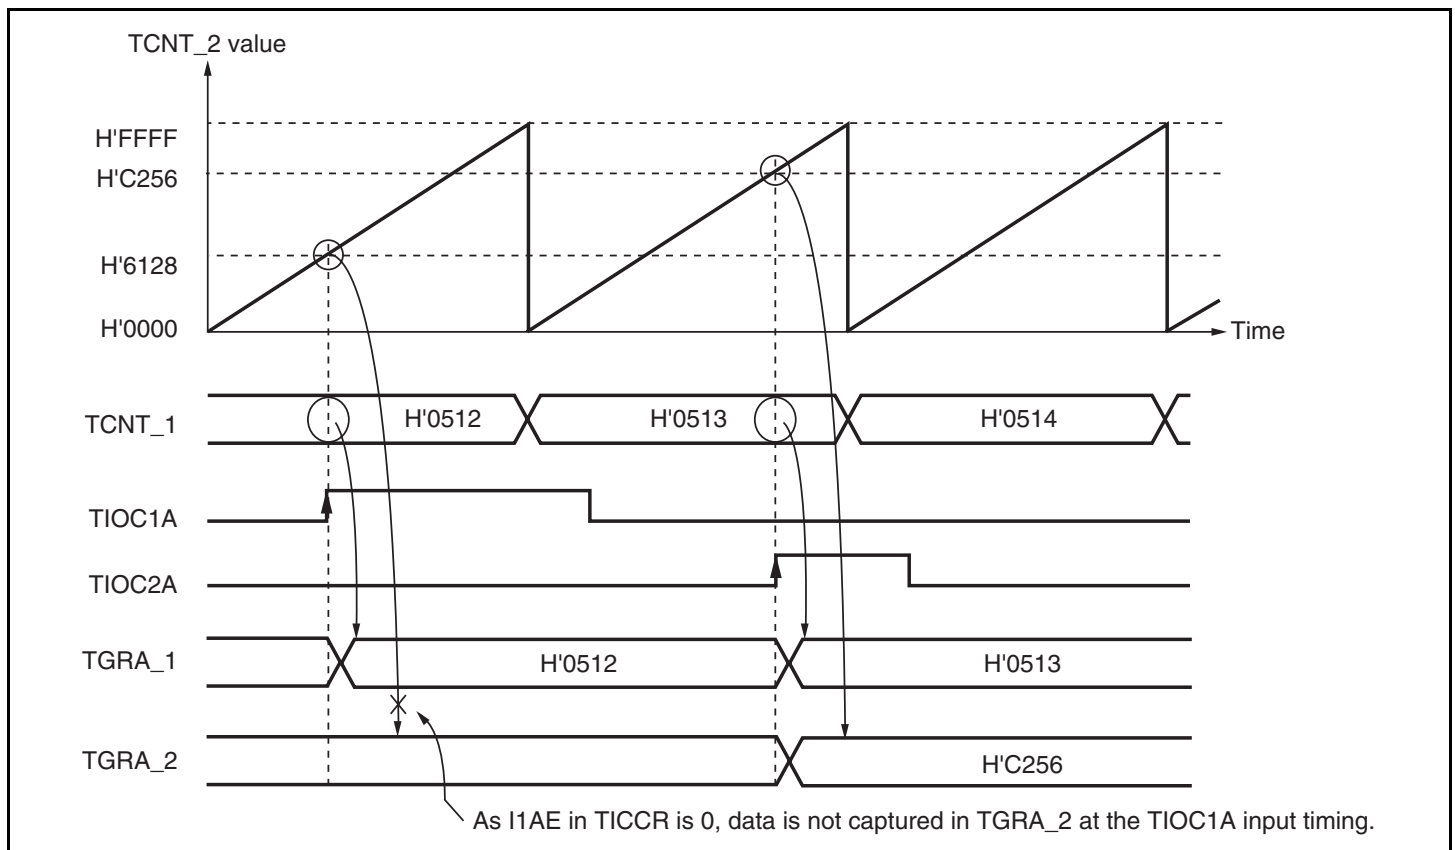 TCNT_2 value
H'FFFF
H'C256
H'6128
H'0000
Time
TCNT_1
H'0512
H'0513
H'0514
TIOC1A
TIOC2A
TGRA_1
H'0512
H'0513
TGRA_2
H'C256
As I1AE in TICCR is 0, data is not captured in TGRA_2 at the TIOC1A input timing.